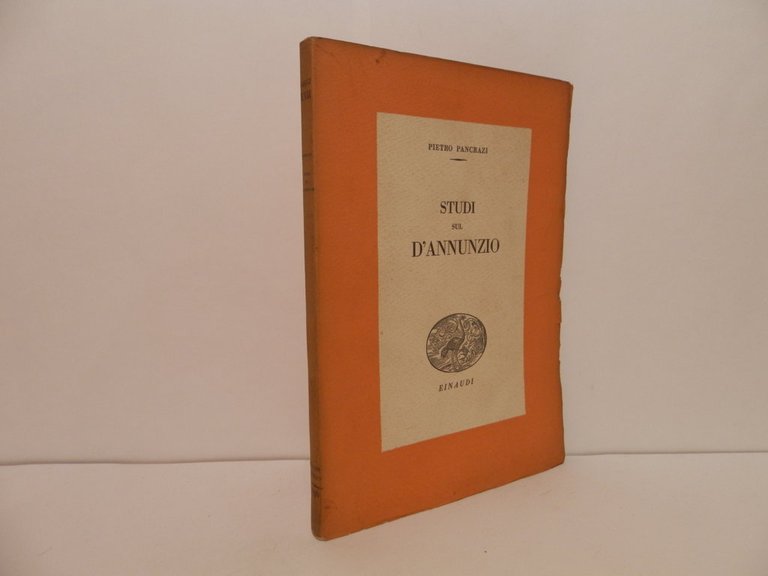 PIETRO PANCRAZI
STUDI
SUL
D'ANNUNZIO
EINAUDI